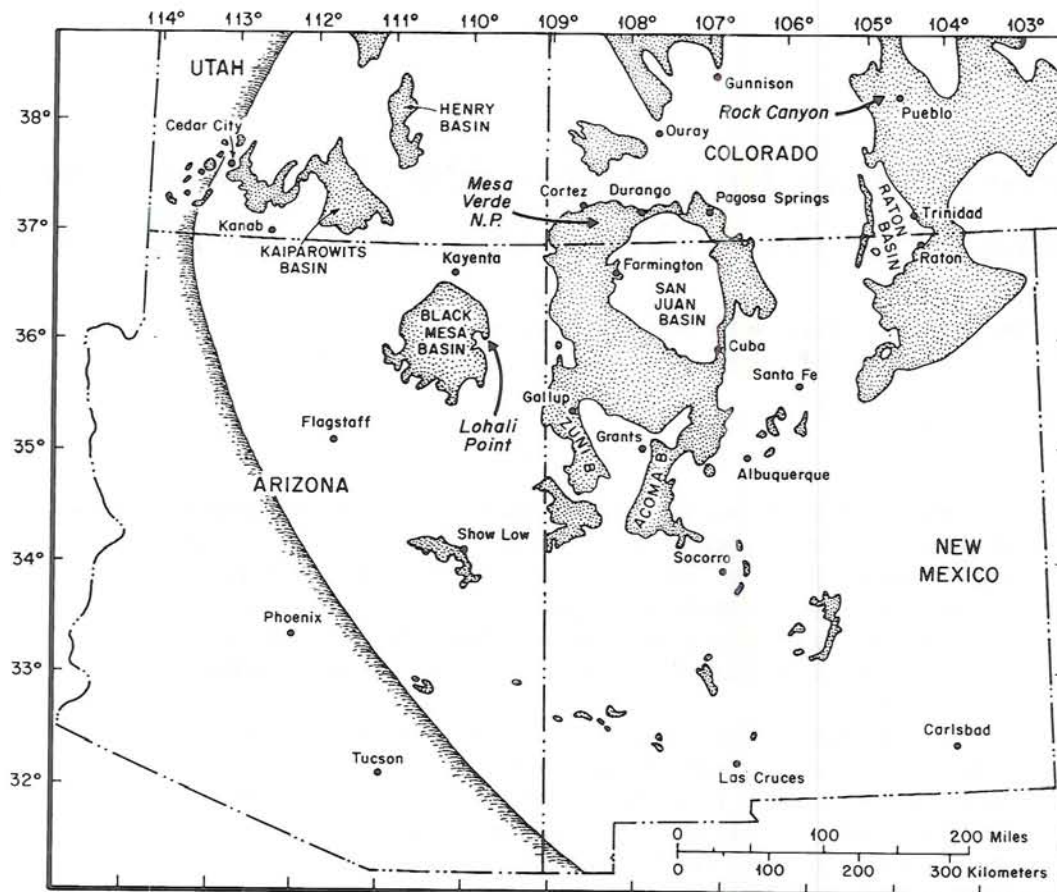 114° 113° 112° 111° 110° 109° 108° 107° 106° 105° 104° 103°
UTAH
Gunnison
HENRY
BASIN
Rock Canyon
Pueblo
38°
Cedar City
Ouray
COLORADO
Mesa
Verde
N.P.
Cortez
Durango
Pagosa Springs
RATON BASIN
Trinidad
37°
Kanab
KAIPAROWITS
BASIN
Kayenta
Farmington
Raton
SAN
JUAN
BASIN
36°
BLACK
MESA
BASIN
Cuba
Santa Fe
Gallup
Lohali
Point
35°
Flagstaff
ZUNI B
Grants
ACOMA B
Albuquerque
ARIZONA
34°
Show Low
Socorro
NEW
MEXICO
Phoenix
33°
Carlsbad
32°
Tucson
Las Cruces
0 100 200 Miles
0 100 200 300 Kilometers